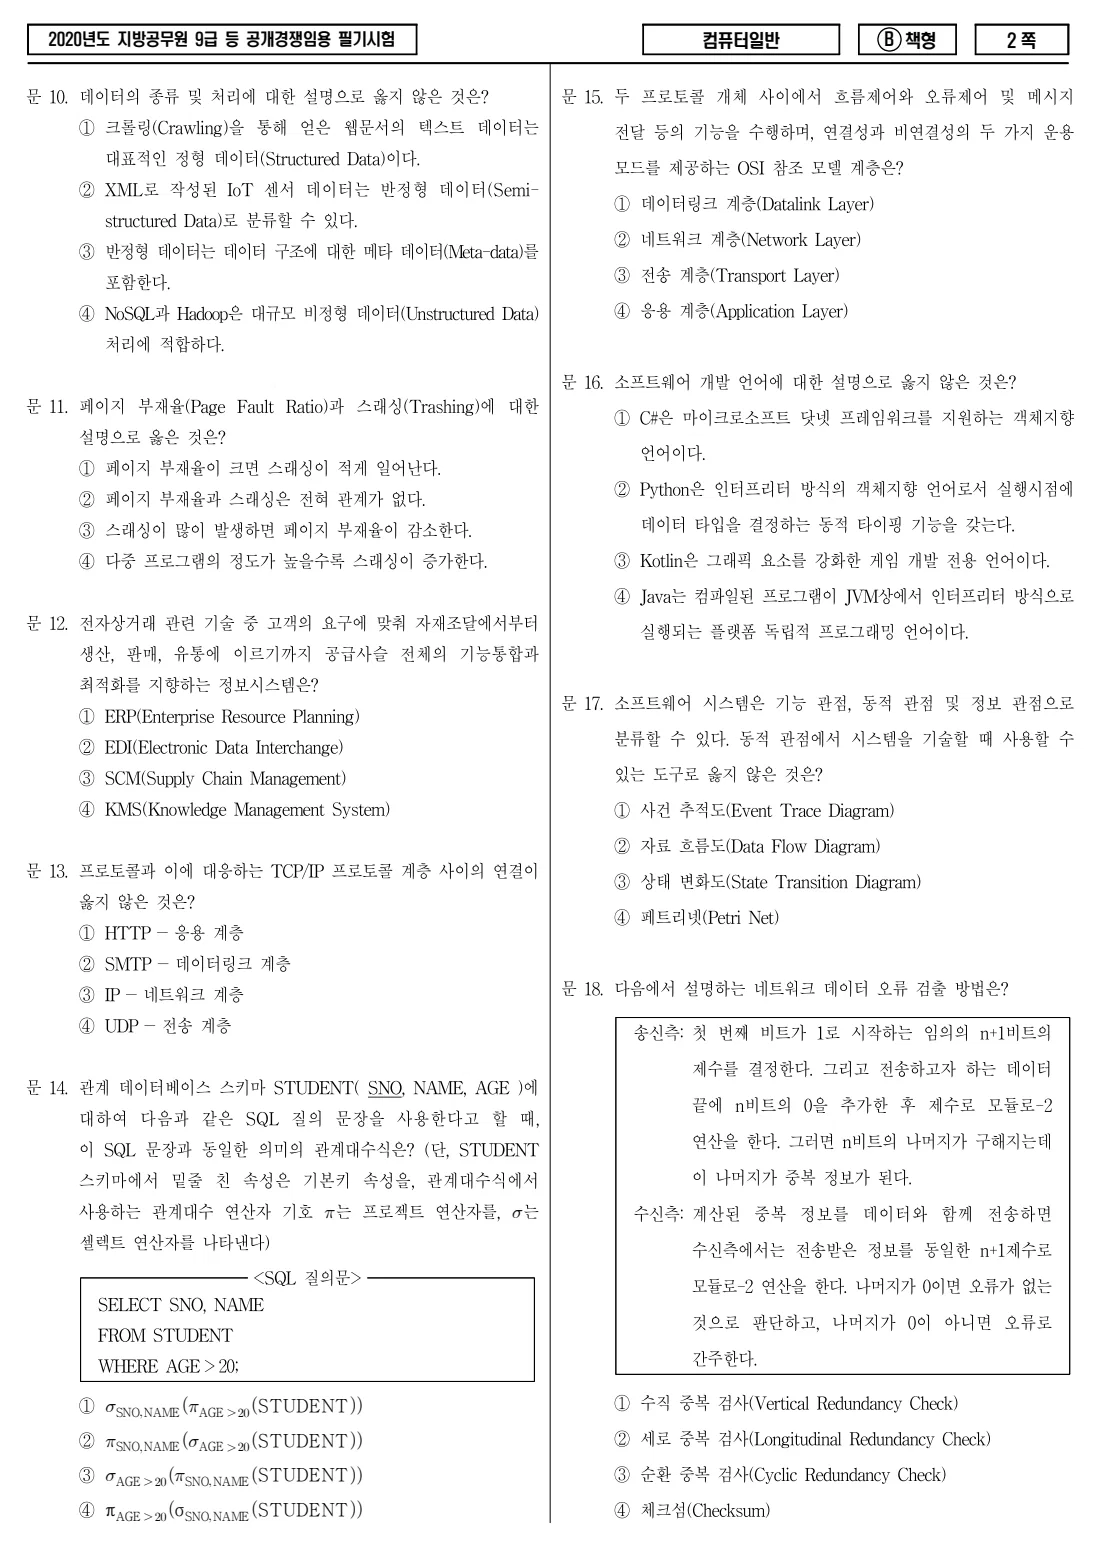 2020년도 지방공무원 9급 등 공개경쟁임용 필기시험
컴퓨터일반
Ⓑ 책형
2 쪽
문 10. 데이터의 종류 및 처리에 대한 설명으로 옳지 않은 것은?
① 크롤링(Crawling)을 통해 얻은 웹문서의 텍스트 데이터는
대표적인 정형 데이터(Structured Data)이다.
② XML로 작성된 IoT 센서 데이터는 반정형 데이터(Semi-
structured Data)로 분류할 수 있다.
③ 반정형 데이터는 데이터 구조에 대한 메타 데이터(Meta-data)를
포함한다.
④ NoSQL과 Hadoop은 대규모 비정형 데이터(Unstructured Data)
처리에 적합하다.
문 11. 페이지 부재율(Page Fault Ratio)과 스래싱(Trashing)에 대한
설명으로 옳은 것은?
① 페이지 부재율이 크면 스래싱이 적게 일어난다.
② 페이지 부재율과 스래싱은 전혀 관계가 없다.
③ 스래싱이 많이 발생하면 페이지 부재율이 감소한다.
④ 다중 프로그램의 정도가 높을수록 스래싱이 증가한다.
문 12. 전자상거래 관련 기술 중 고객의 요구에 맞춰 자재조달에서부터
생산, 판매, 유통에 이르기까지 공급사슬 전체의 기능통합과
최적화를 지향하는 정보시스템은?
① ERP(Enterprise Resource Planning)
② EDI(Electronic Data Interchange)
③ SCM(Supply Chain Management)
④ KMS(Knowledge Management System)
문 13. 프로토콜과 이에 대응하는 TCP/IP 프로토콜 계층 사이의 연결이
옳지 않은 것은?
① HTTP - 응용 계층
② SMTP - 데이터링크 계층
③ IP - 네트워크 계층
④ UDP - 전송 계층
문 14. 관계 데이터베이스 스키마 STUDENT( SNO, NAME, AGE )에
대하여 다음과 같은 SQL 질의 문장을 사용한다고 할 때,
이 SQL 문장과 동일한 의미의 관계대수식은? (단, STUDENT
스키마에서 밑줄 친 속성은 기본키 속성을, 관계대수식에서
사용하는 관계대수 연산자 기호 π는 프로젝트 연산자를, σ는
셀렉트 연산자를 나타낸다)
<SQL 질의문>
SELECT SNO, NAME
FROM STUDENT
WHERE AGE > 20;
① σSNO,NAME(πAGE > 20(STUDENT))
② πSNO,NAME(σAGE > 20(STUDENT))
③ σAGE > 20(πSNO,NAME(STUDENT))
④ πAGE > 20(σSNO,NAME(STUDENT))
문 15. 두 프로토콜 개체 사이에서 흐름제어와 오류제어 및 메시지
전달 등의 기능을 수행하며, 연결성과 비연결성의 두 가지 운용
모드를 제공하는 OSI 참조 모델 계층은?
① 데이터링크 계층(Datalink Layer)
② 네트워크 계층(Network Layer)
③ 전송 계층(Transport Layer)
④ 응용 계층(Application Layer)
문 16. 소프트웨어 개발 언어에 대한 설명으로 옳지 않은 것은?
① C#은 마이크로소프트 닷넷 프레임워크를 지원하는 객체지향
언어이다.
② Python은 인터프리터 방식의 객체지향 언어로서 실행시점에
데이터 타입을 결정하는 동적 타이핑 기능을 갖는다.
③ Kotlin은 그래픽 요소를 강화한 게임 개발 전용 언어이다.
④ Java는 컴파일된 프로그램이 JVM상에서 인터프리터 방식으로
실행되는 플랫폼 독립적 프로그래밍 언어이다.
문 17. 소프트웨어 시스템은 기능 관점, 동적 관점 및 정보 관점으로
분류할 수 있다. 동적 관점에서 시스템을 기술할 때 사용할 수
있는 도구로 옳지 않은 것은?
① 사건 추적도(Event Trace Diagram)
② 자료 흐름도(Data Flow Diagram)
③ 상태 변화도(State Transition Diagram)
④ 페트리넷(Petri Net)
문 18. 다음에서 설명하는 네트워크 데이터 오류 검출 방법은?
송신측: 첫 번째 비트가 1로 시작하는 임의의 n+1비트의
제수를 결정한다. 그리고 전송하고자 하는 데이터
끝에 n비트의 0을 추가한 후 제수로 모듈로-2
연산을 한다. 그러면 n비트의 나머지가 구해지는데
이 나머지가 중복 정보가 된다.
수신측: 계산된 중복 정보를 데이터와 함께 전송하면
수신측에서는 전송받은 정보를 동일한 n+1제수로
모듈로-2 연산을 한다. 나머지가 0이면 오류가 없는
것으로 판단하고, 나머지가 0이 아니면 오류로
간주한다.
① 수직 중복 검사(Vertical Redundancy Check)
② 세로 중복 검사(Longitudinal Redundancy Check)
③ 순환 중복 검사(Cyclic Redundancy Check)
④ 체크섬(Checksum)